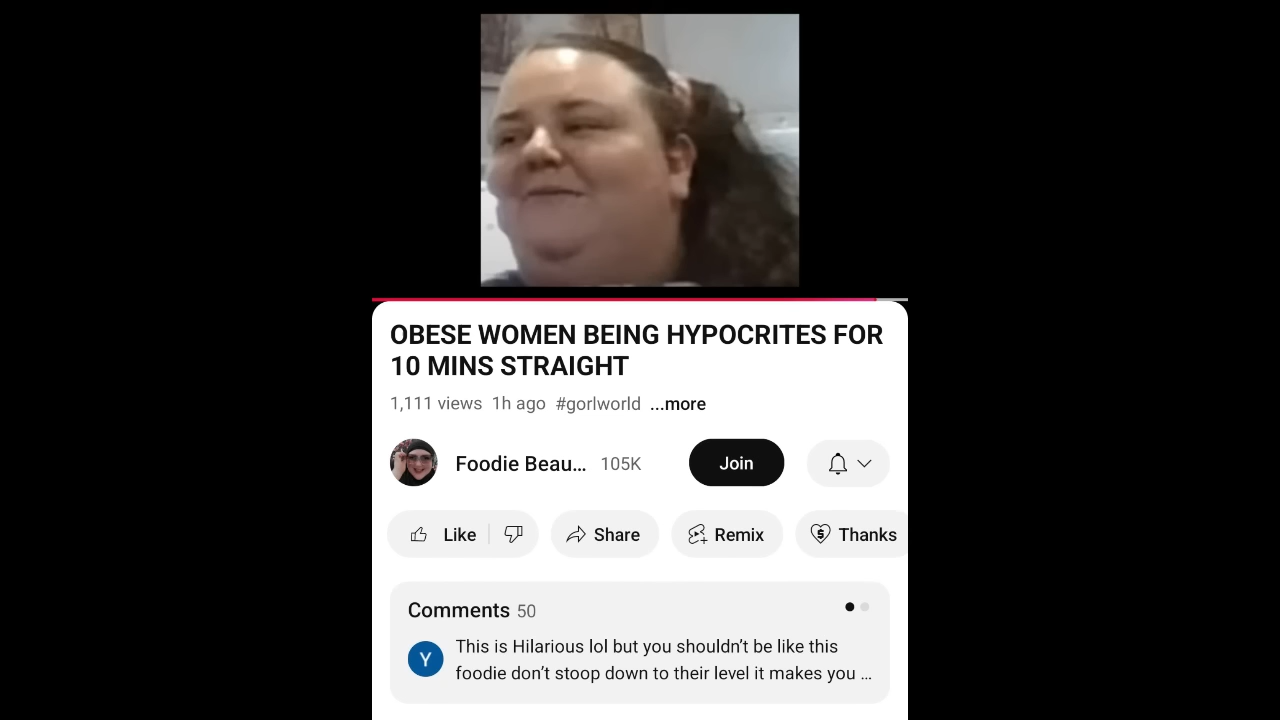 OBESE WOMEN BEING HYPOCRITES FOR
10 MINS STRAIGHT
1,111 views 1h ago #gorlworld ...more
Foodie Beau... 105K Join
Like Share Remix Thanks
Comments 50
Y
This is Hilarious lol but you shouldn’t be like this
foodie don’t stoop down to their level it makes you ...